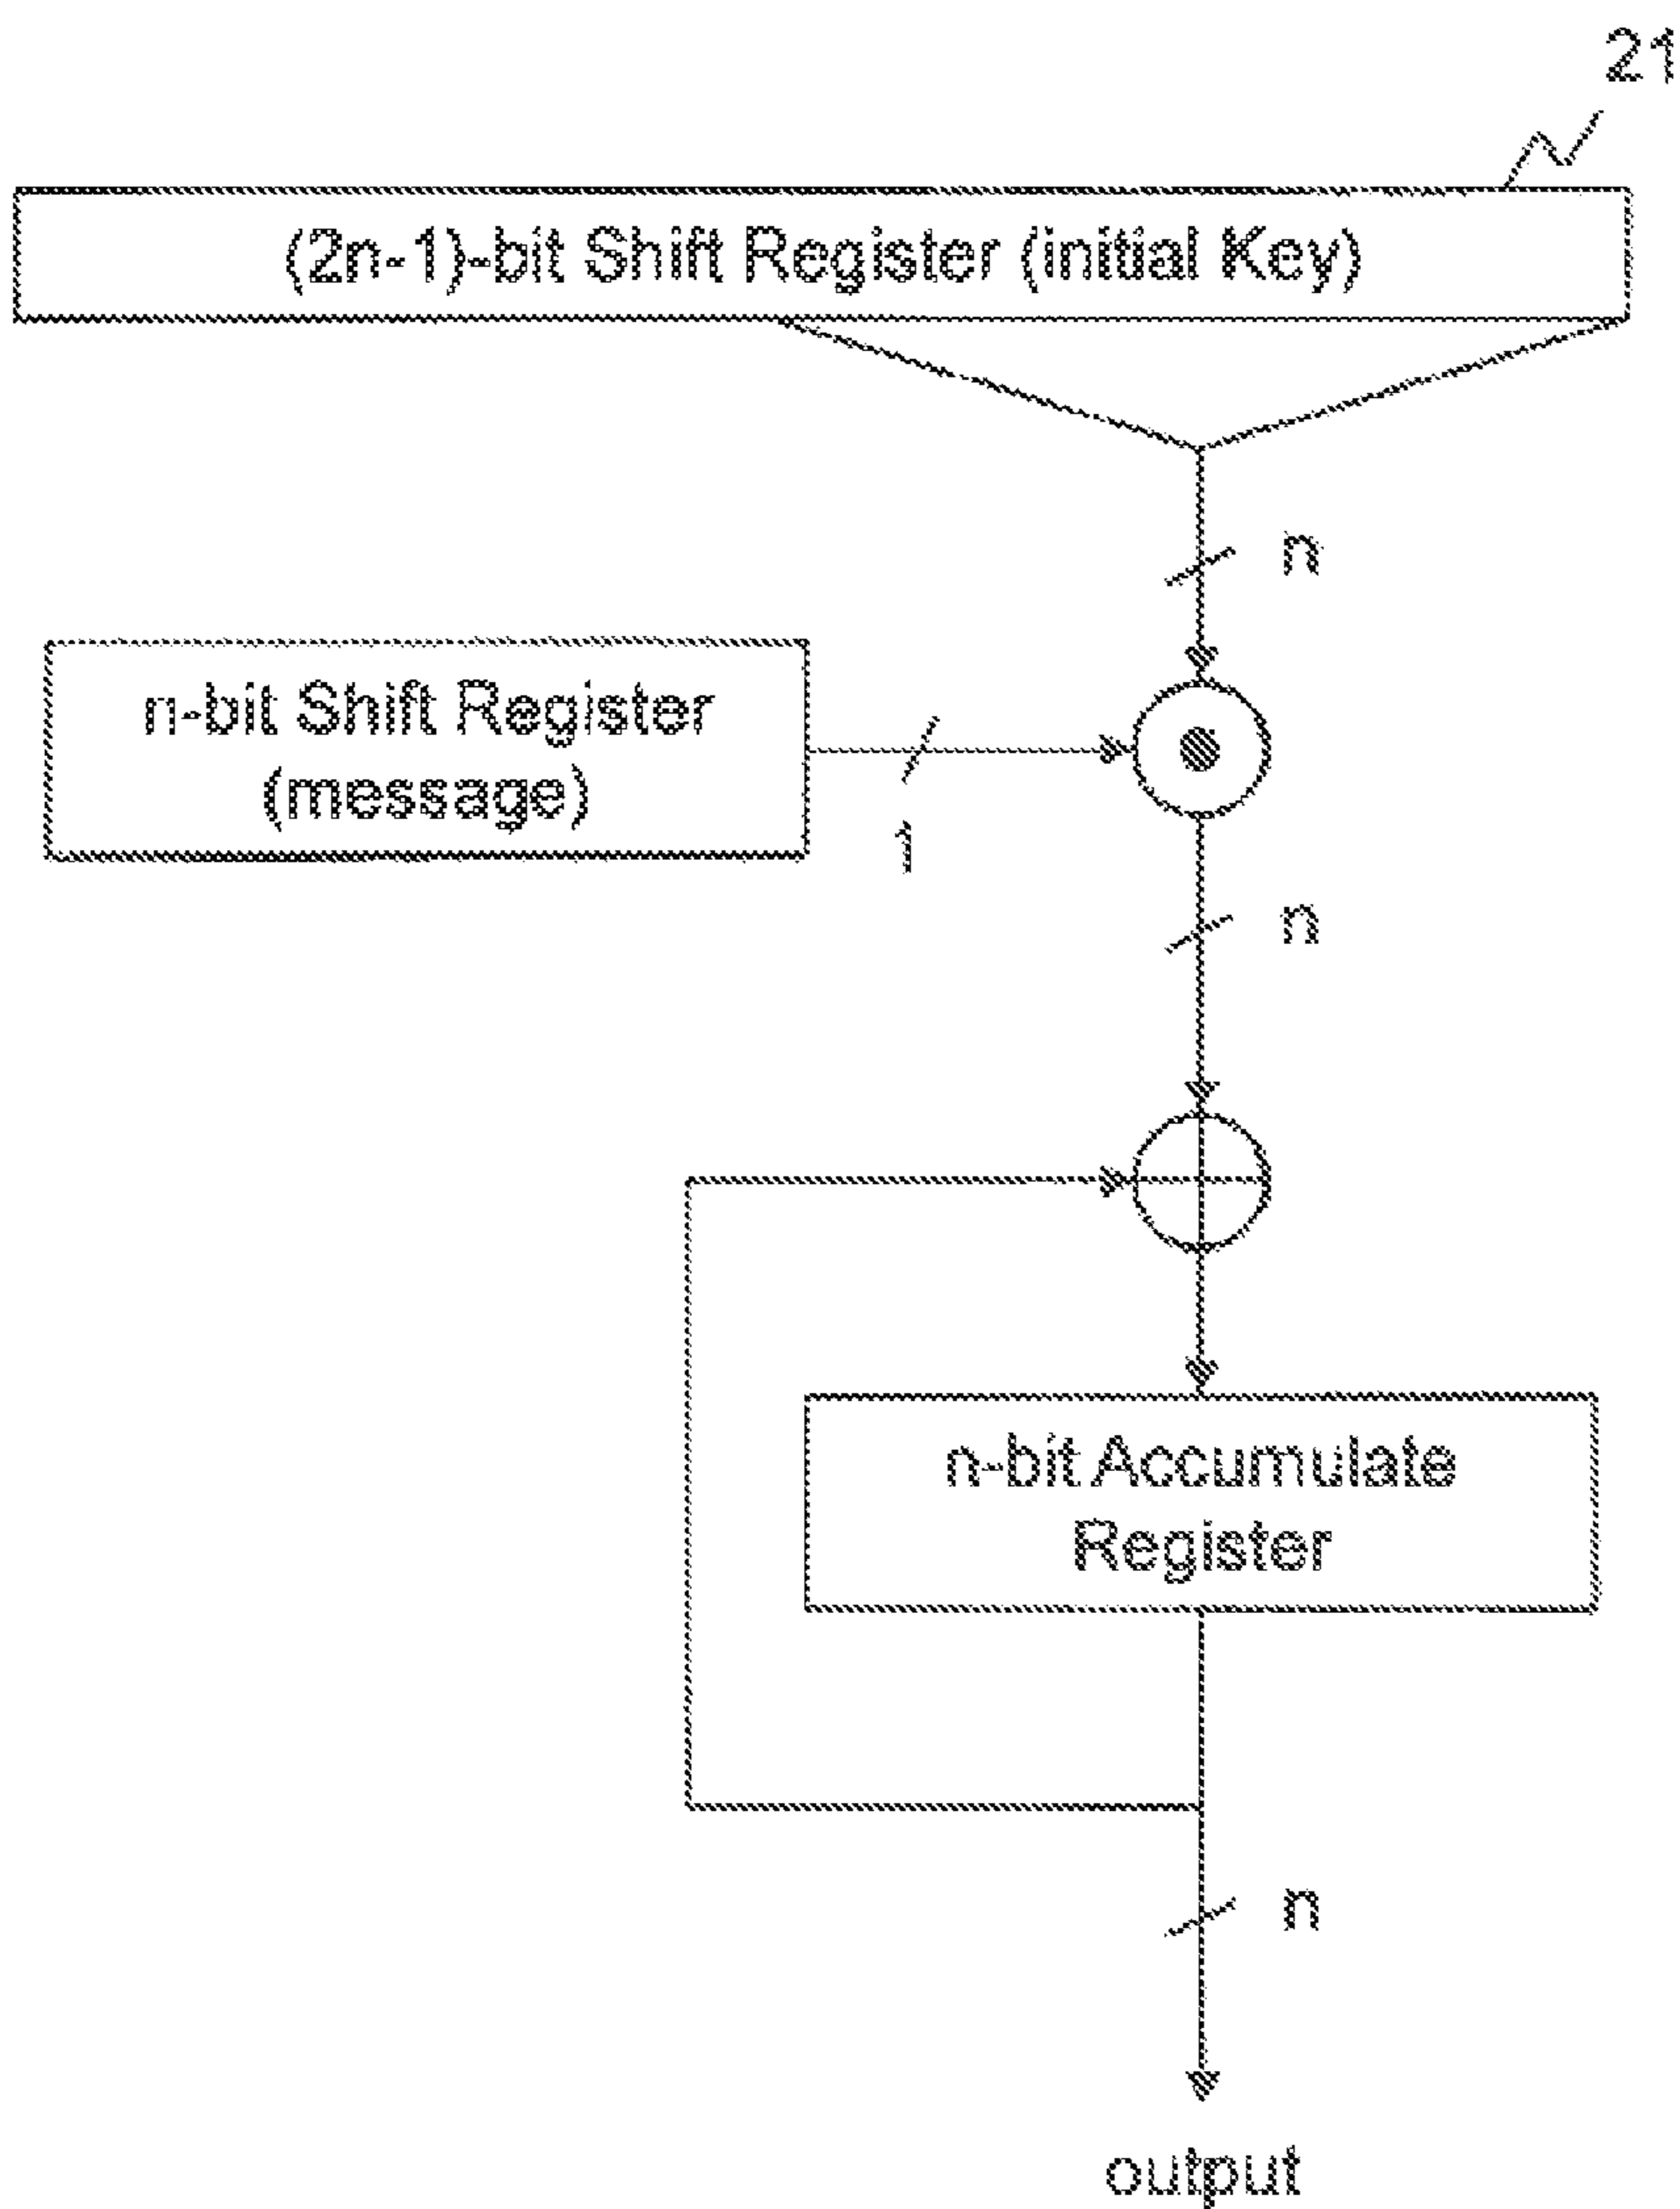 21
(2n-1)-bit Shift Register (initial Key)
n
n-bit Shift Register
(message)
1
n
n-bit Accumulate
Register
n
output